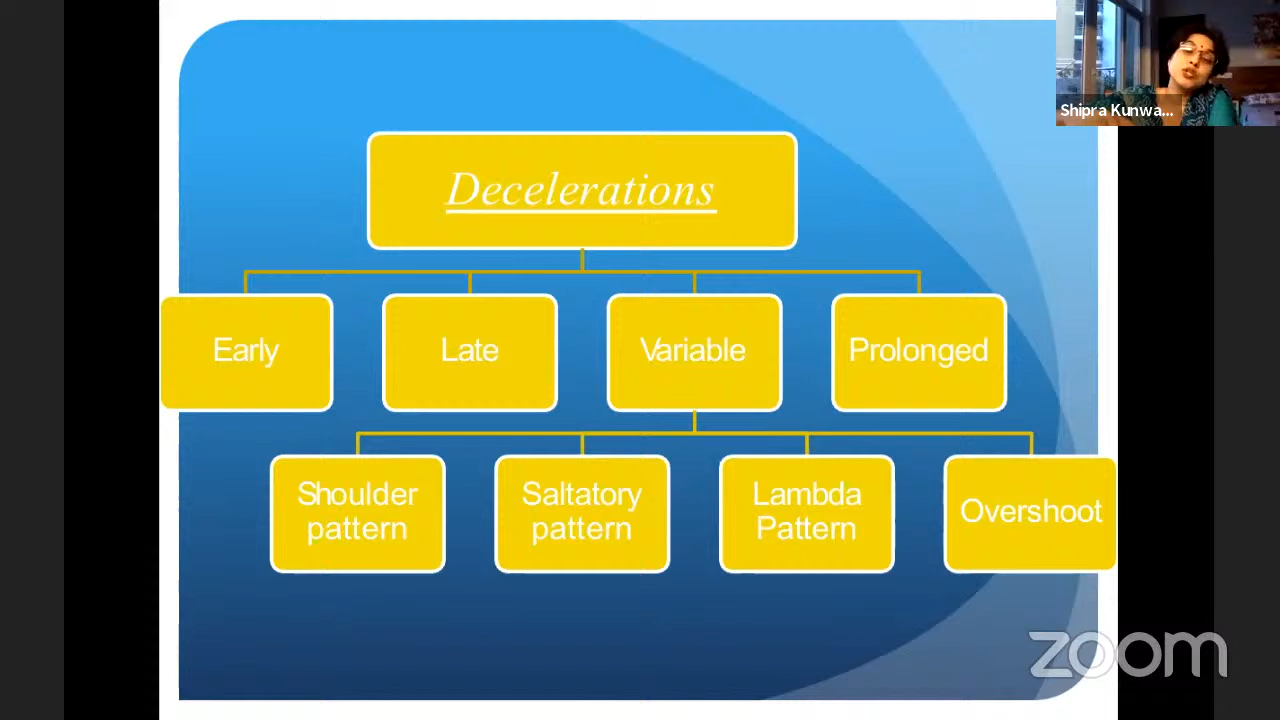 Shipra Kunwa...
Decelerations
Early
Late
Variable
Prolonged
Shoulder
pattern
Saltatory
pattern
Lambda
Pattern
Overshoot
zoom